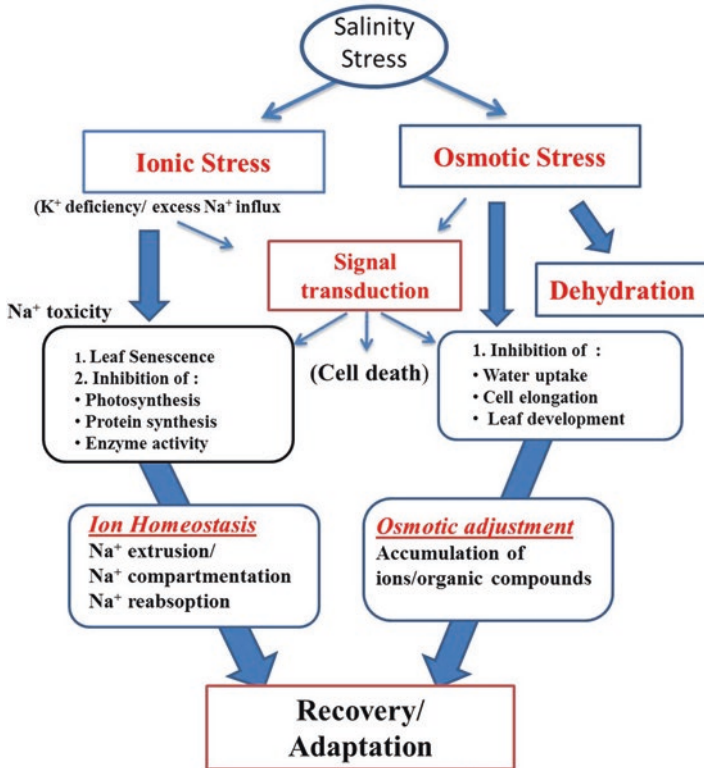 Salinity
Stress
Ionic Stress
Osmotic Stress
(K⁺ deficiency/ excess Na⁺ influx
Signal
transduction
Dehydration
Na⁺ toxicity
1. Leaf Senescence
2. Inhibition of :
• Photosynthesis
• Protein synthesis
• Enzyme activity
(Cell death)
1. Inhibition of :
• Water uptake
• Cell elongation
• Leaf development
Ion Homeostasis
Na⁺ extrusion/
Na⁺ compartmentation
Na⁺ reabsoption
Osmotic adjustment
Accumulation of
ions/organic compounds
Recovery/
Adaptation